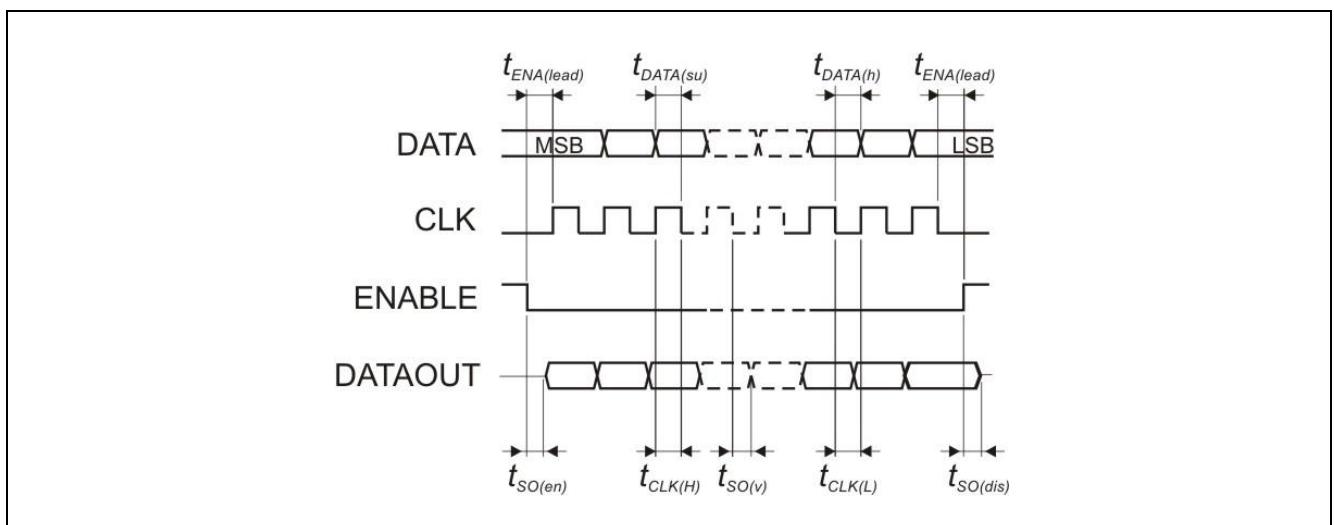 tENA(lead) tDATA(su) tDATA(h) tENA(lead)
DATA MSB LSB
CLK
ENABLE
DATAOUT
tSO(en) tCLK(H) tSO(v) tCLK(L) tSO(dis)